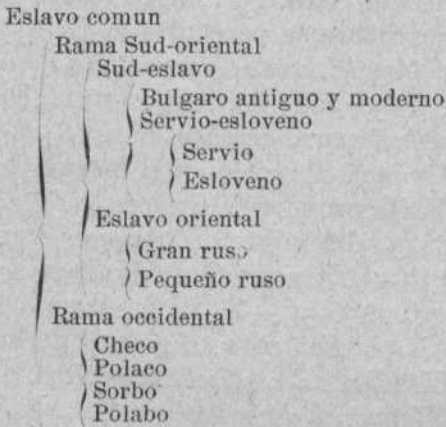 Eslavo comun
Rama Sud-oriental
Sud-eslavo
Bulgaro antiguo y moderno
Servio-esloveno
Servio
Esloveno
Eslavo oriental
Gran ruso
Pequeño ruso
Rama occidental
Checo
Polaco
Sorbo
Polabo